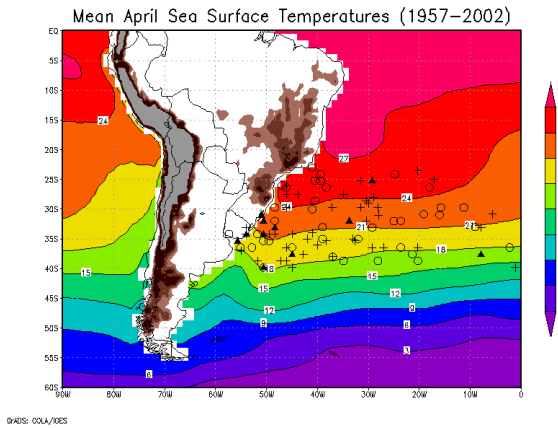 Mean April Sea Surface Temperatures (1957–2002)
EQ
5S
10S
15S
20S
25S
30S
35S
40S
45S
50S
55S
60S
24
27
24
24
21
21
18
18
15
15
15
12
12
9
9
6
6
3
90W 80W 70W 60W 50W 40W 30W 20W 10W 0
GrADS: COLA/IGES